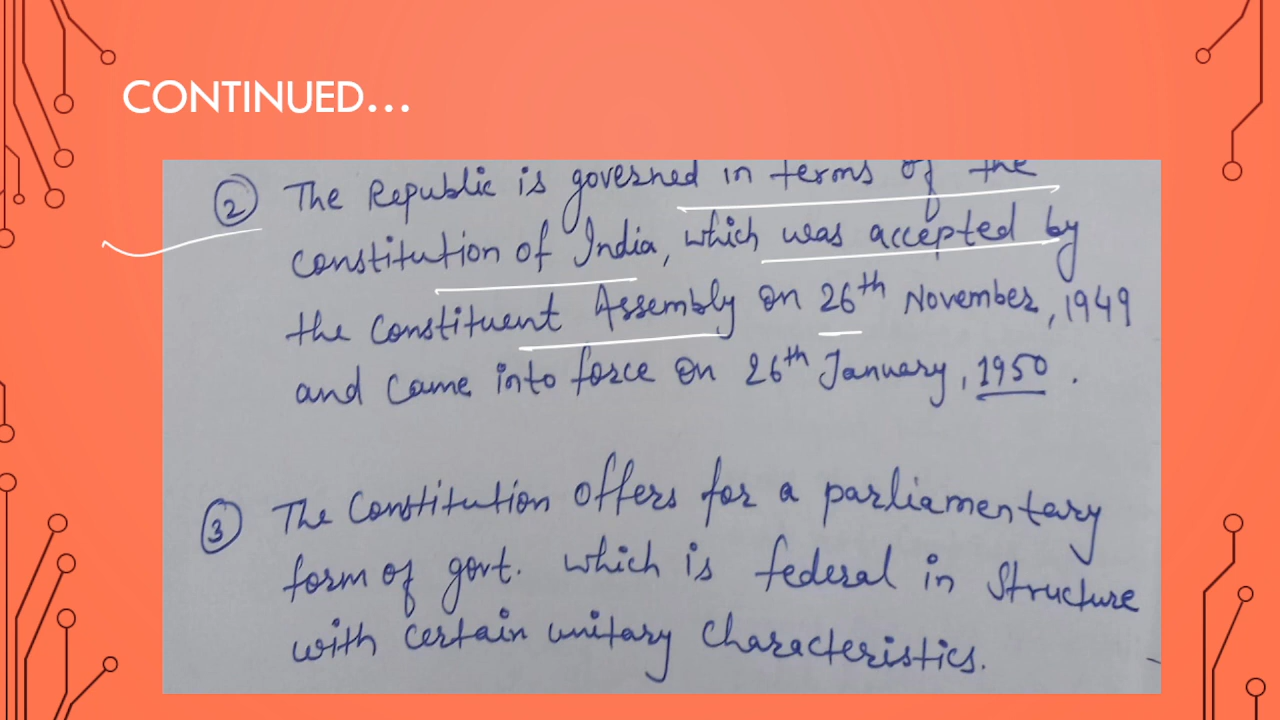 CONTINUED...
② The Republic is governed in terms of the
constitution of India, which was accepted by
the Constituent Assembly on 26th November, 1949
and came into force on 26th January, 1950.
③ The Constitution offers for a parliamentary
form of govt. which is federal in Structure
with certain unitary characteristics.